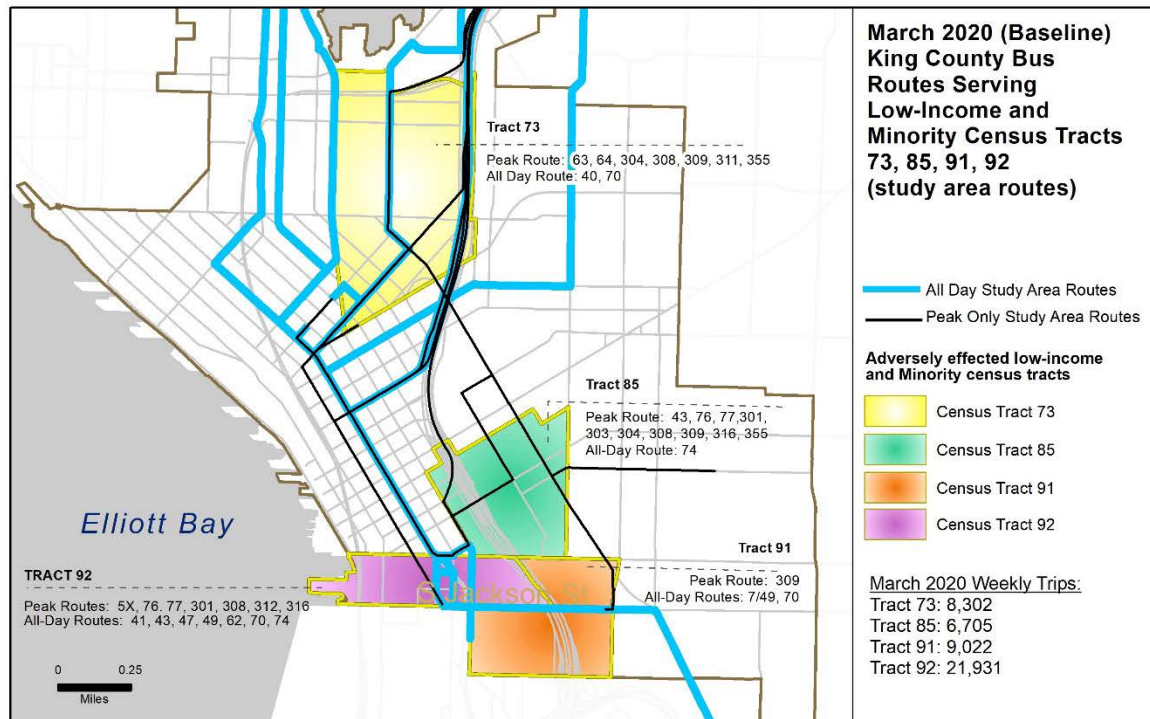 Tract 73
Peak Route: 63, 64, 304, 308, 309, 311, 355
All Day Route: 40, 70
Tract 85
Peak Route: 43, 76, 77,301,
303, 304, 308, 309, 316, 355
All-Day Route: 74
Elliott Bay
Tract 91
Peak Route: 309
All-Day Routes: 7/49, 70
TRACT 92
Peak Routes: 5X, 76, 77, 301, 308, 312, 316
All-Day Routes: 41, 43, 47, 49, 62, 70, 74
S Jackson St
0 0.25
Miles
March 2020 (Baseline)
King County Bus
Routes Serving
Low-Income and
Minority Census Tracts
73, 85, 91, 92
(study area routes)
All Day Study Area Routes
Peak Only Study Area Routes
Adversely effected low-income
and Minority census tracts
Census Tract 73
Census Tract 85
Census Tract 91
Census Tract 92
March 2020 Weekly Trips:
Tract 73: 8,302
Tract 85: 6,705
Tract 91: 9,022
Tract 92: 21,931